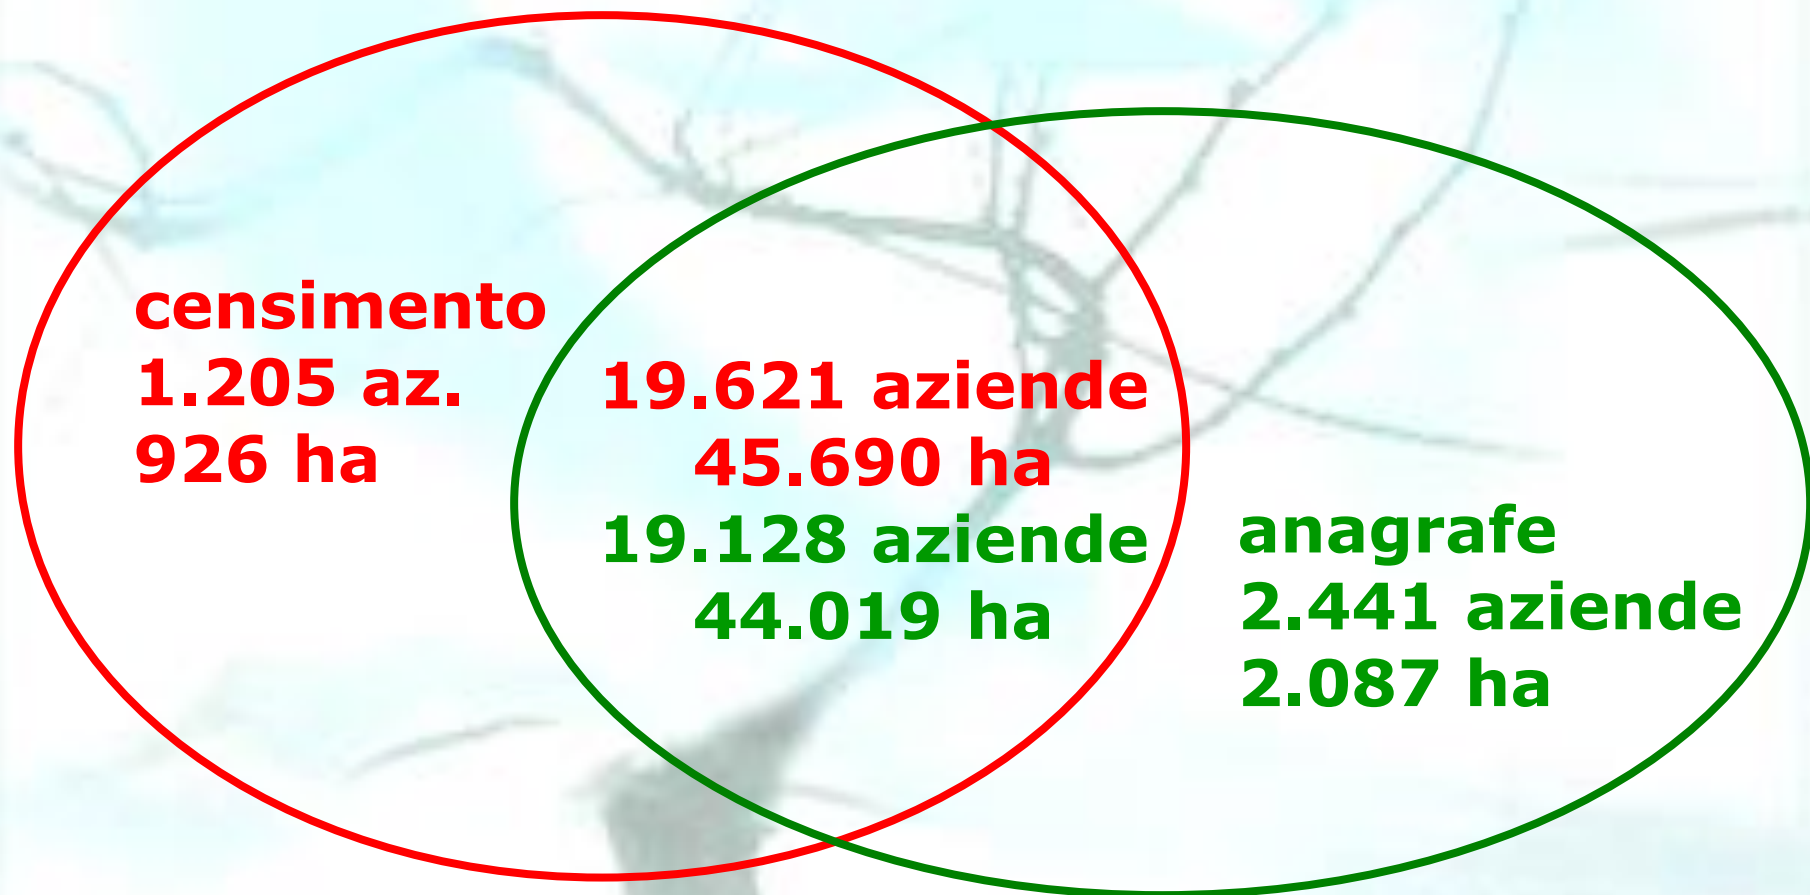 censimento
1.205 az.
926 ha
19.621 aziende
45.690 ha
19.128 aziende
44.019 ha
anagrafe
2.441 aziende
2.087 ha